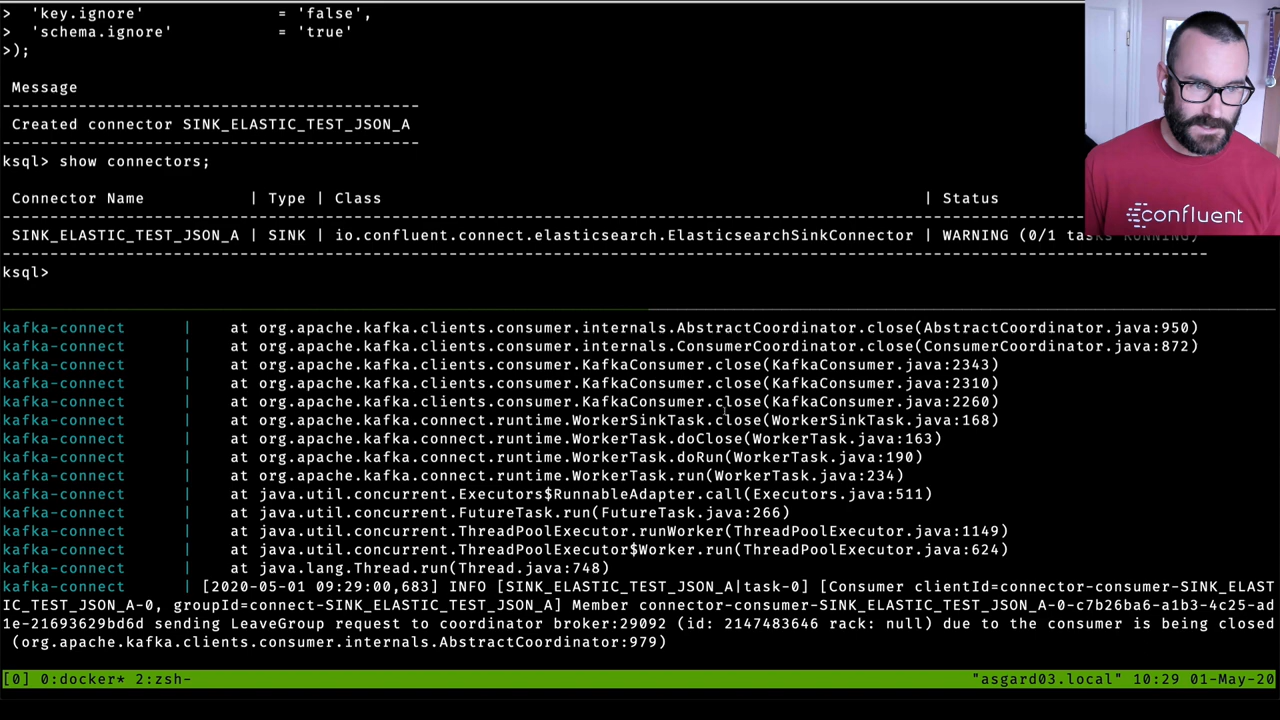 >  'key.ignore'              = 'false',
>  'schema.ignore'           = 'true'
>);
Message
Created connector SINK_ELASTIC_TEST_JSON_A
ksql> show connectors;
Connector Name | Type | Class | Status
SINK_ELASTIC_TEST_JSON_A | SINK | io.confluent.connect.elasticsearch.ElasticsearchSinkConnector | WARNING (0/1 tasks RUNNING)
ksql>
confluent
kafka-connect | at org.apache.kafka.clients.consumer.internals.AbstractCoordinator.close(AbstractCoordinator.java:950)
kafka-connect | at org.apache.kafka.clients.consumer.internals.ConsumerCoordinator.close(ConsumerCoordinator.java:872)
kafka-connect | at org.apache.kafka.clients.consumer.KafkaConsumer.close(KafkaConsumer.java:2343)
kafka-connect | at org.apache.kafka.clients.consumer.KafkaConsumer.close(KafkaConsumer.java:2310)
kafka-connect | at org.apache.kafka.clients.consumer.KafkaConsumer.close(KafkaConsumer.java:2260)
kafka-connect | at org.apache.kafka.connect.runtime.WorkerSinkTask.close(WorkerSinkTask.java:168)
kafka-connect | at org.apache.kafka.connect.runtime.WorkerTask.doClose(WorkerTask.java:163)
kafka-connect | at org.apache.kafka.connect.runtime.WorkerTask.doRun(WorkerTask.java:190)
kafka-connect | at org.apache.kafka.connect.runtime.WorkerTask.run(WorkerTask.java:234)
kafka-connect | at java.util.concurrent.Executors$RunnableAdapter.call(Executors.java:511)
kafka-connect | at java.util.concurrent.FutureTask.run(FutureTask.java:266)
kafka-connect | at java.util.concurrent.ThreadPoolExecutor.runWorker(ThreadPoolExecutor.java:1149)
kafka-connect | at java.util.concurrent.ThreadPoolExecutor$Worker.run(ThreadPoolExecutor.java:624)
kafka-connect | at java.lang.Thread.run(Thread.java:748)
kafka-connect | [2020-05-01 09:29:00,683] INFO [SINK_ELASTIC_TEST_JSON_A|task-0] [Consumer clientId=connector-consumer-SINK_ELAST
IC_TEST_JSON_A-0, groupId=connect-SINK_ELASTIC_TEST_JSON_A] Member connector-consumer-SINK_ELASTIC_TEST_JSON_A-0-c7b26ba6-a1b3-4c25-ad
1e-21693629bd6d sending LeaveGroup request to coordinator broker:29092 (id: 2147483646 rack: null) due to the consumer is being closed
(org.apache.kafka.clients.consumer.internals.AbstractCoordinator:979)
[0] 0:docker* 2:zsh- "asgard03.local" 10:29 01-May-20